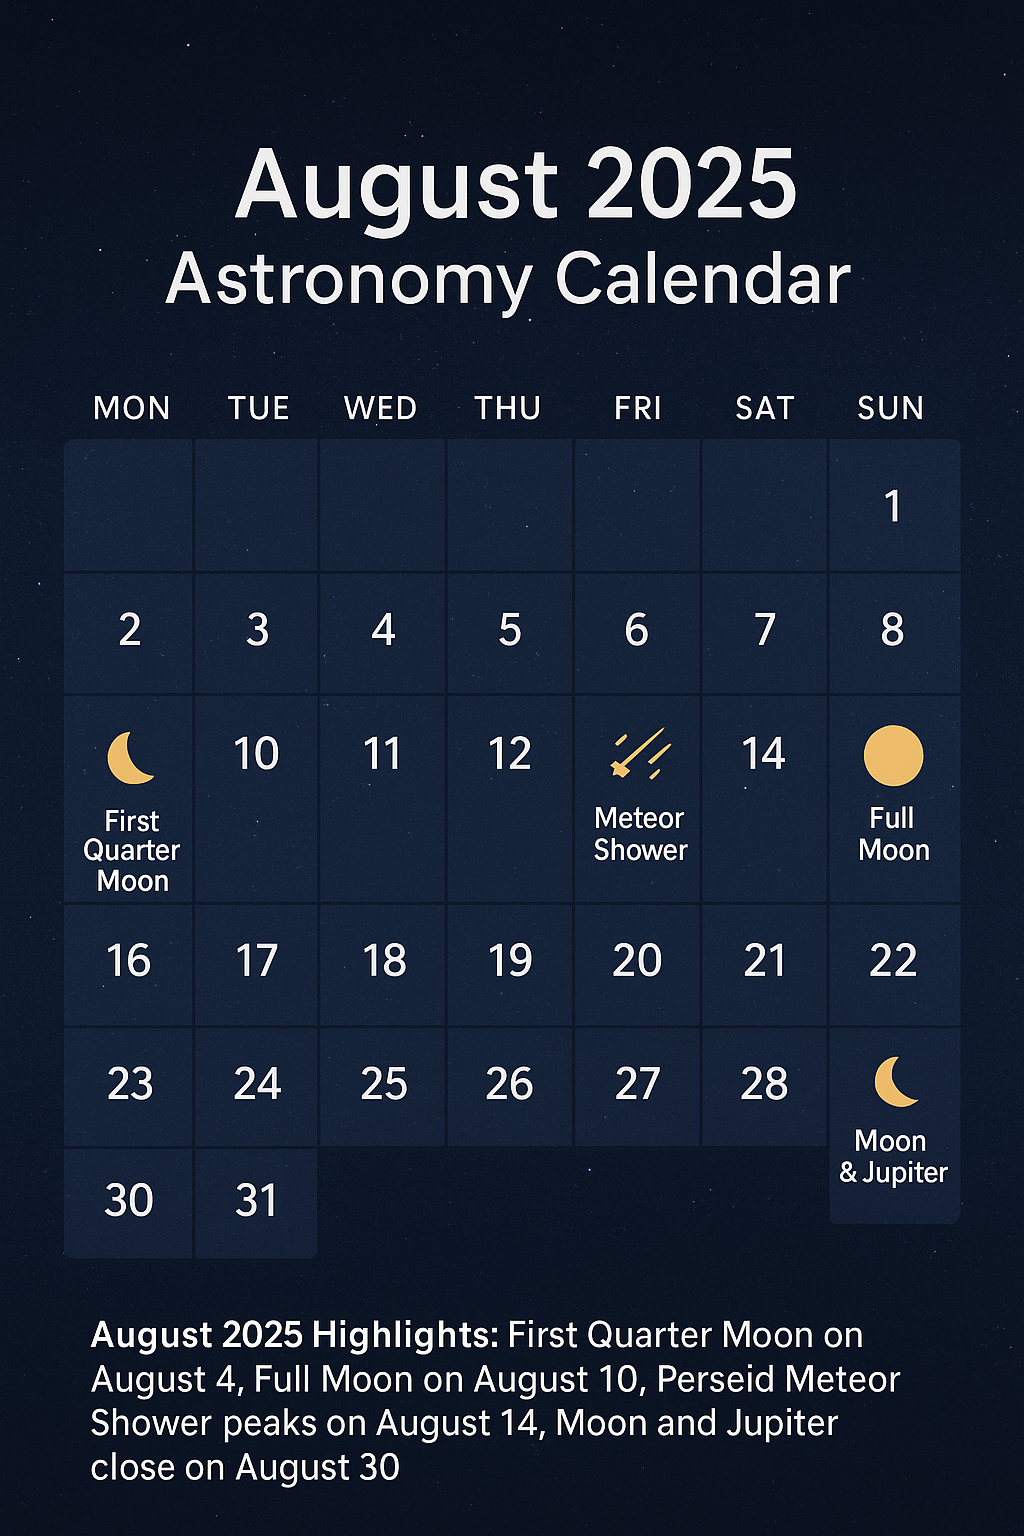 August 2025
Astronomy Calendar
MON TUE WED THU FRI SAT SUN
1
2 3 4 5 6 7 8
10 11 12 14
First
Quarter
Moon
Meteor
Shower
Full
Moon
16 17 18 19 20 21 22
23 24 25 26 27 28
Moon
& Jupiter
30 31
August 2025 Highlights: First Quarter Moon on
August 4, Full Moon on August 10, Perseid Meteor
Shower peaks on August 14, Moon and Jupiter
close on August 30